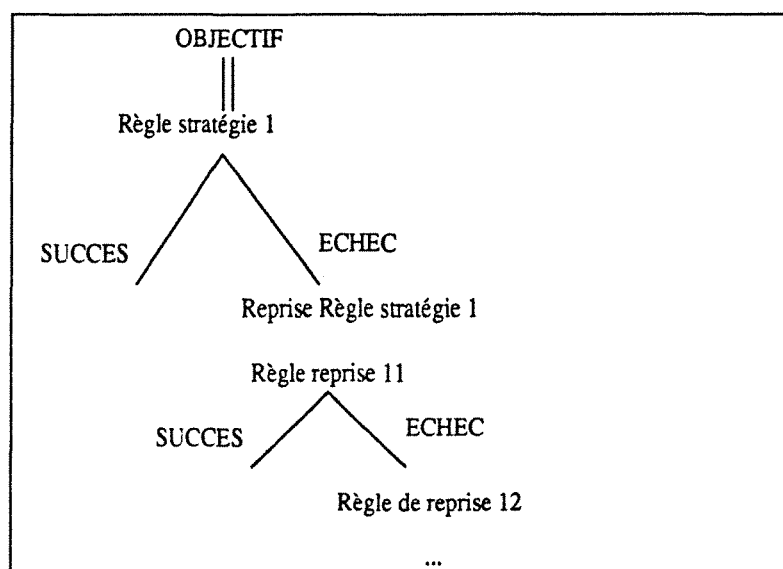 OBJECTIF
Règle stratégie 1
SUCCES
ECHEC
Reprise Règle stratégie 1
Règle reprise 11
SUCCES
ECHEC
Règle de reprise 12
...